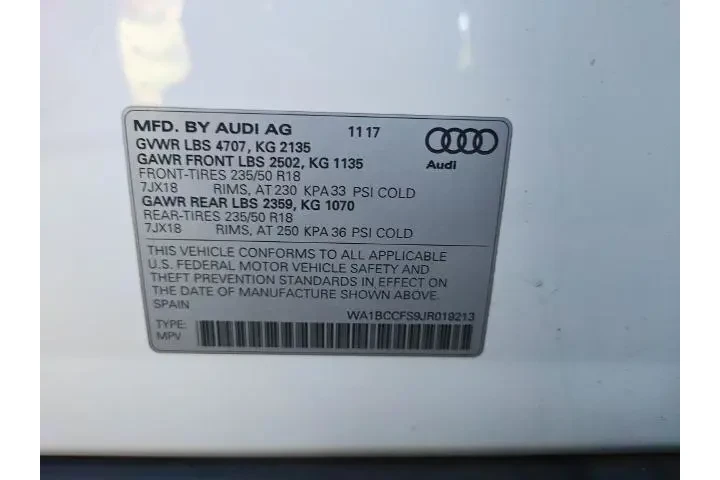 MFD. BY AUDI AG 11 17
GVWR LBS 4707, KG 2135
GAWR FRONT LBS 2502, KG 1135
FRONT-TIRES 235/50 R18
7JX18 RIMS, AT 230 KPA 33 PSI COLD
GAWR REAR LBS 2359, KG 1070
REAR-TIRES 235/50 R18
7JX18 RIMS, AT 250 KPA 36 PSI COLD
Audi
THIS VEHICLE CONFORMS TO ALL APPLICABLE
U.S. FEDERAL MOTOR VEHICLE SAFETY AND
THEFT PREVENTION STANDARDS IN EFFECT ON
THE DATE OF MANUFACTURE SHOWN ABOVE.
SPAIN
WA1BCCFS9JR019213
TYPE:
MPV